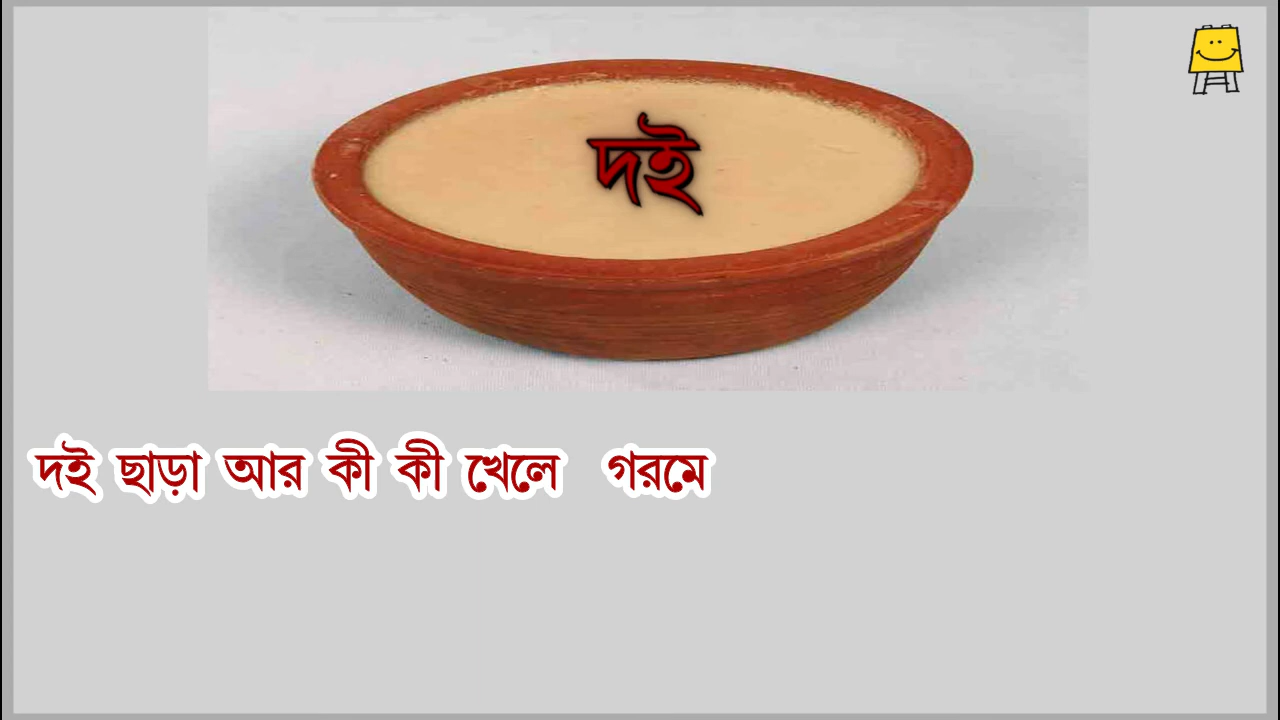 দই
দই ছাড়া আর কী কী খেলে গরমে